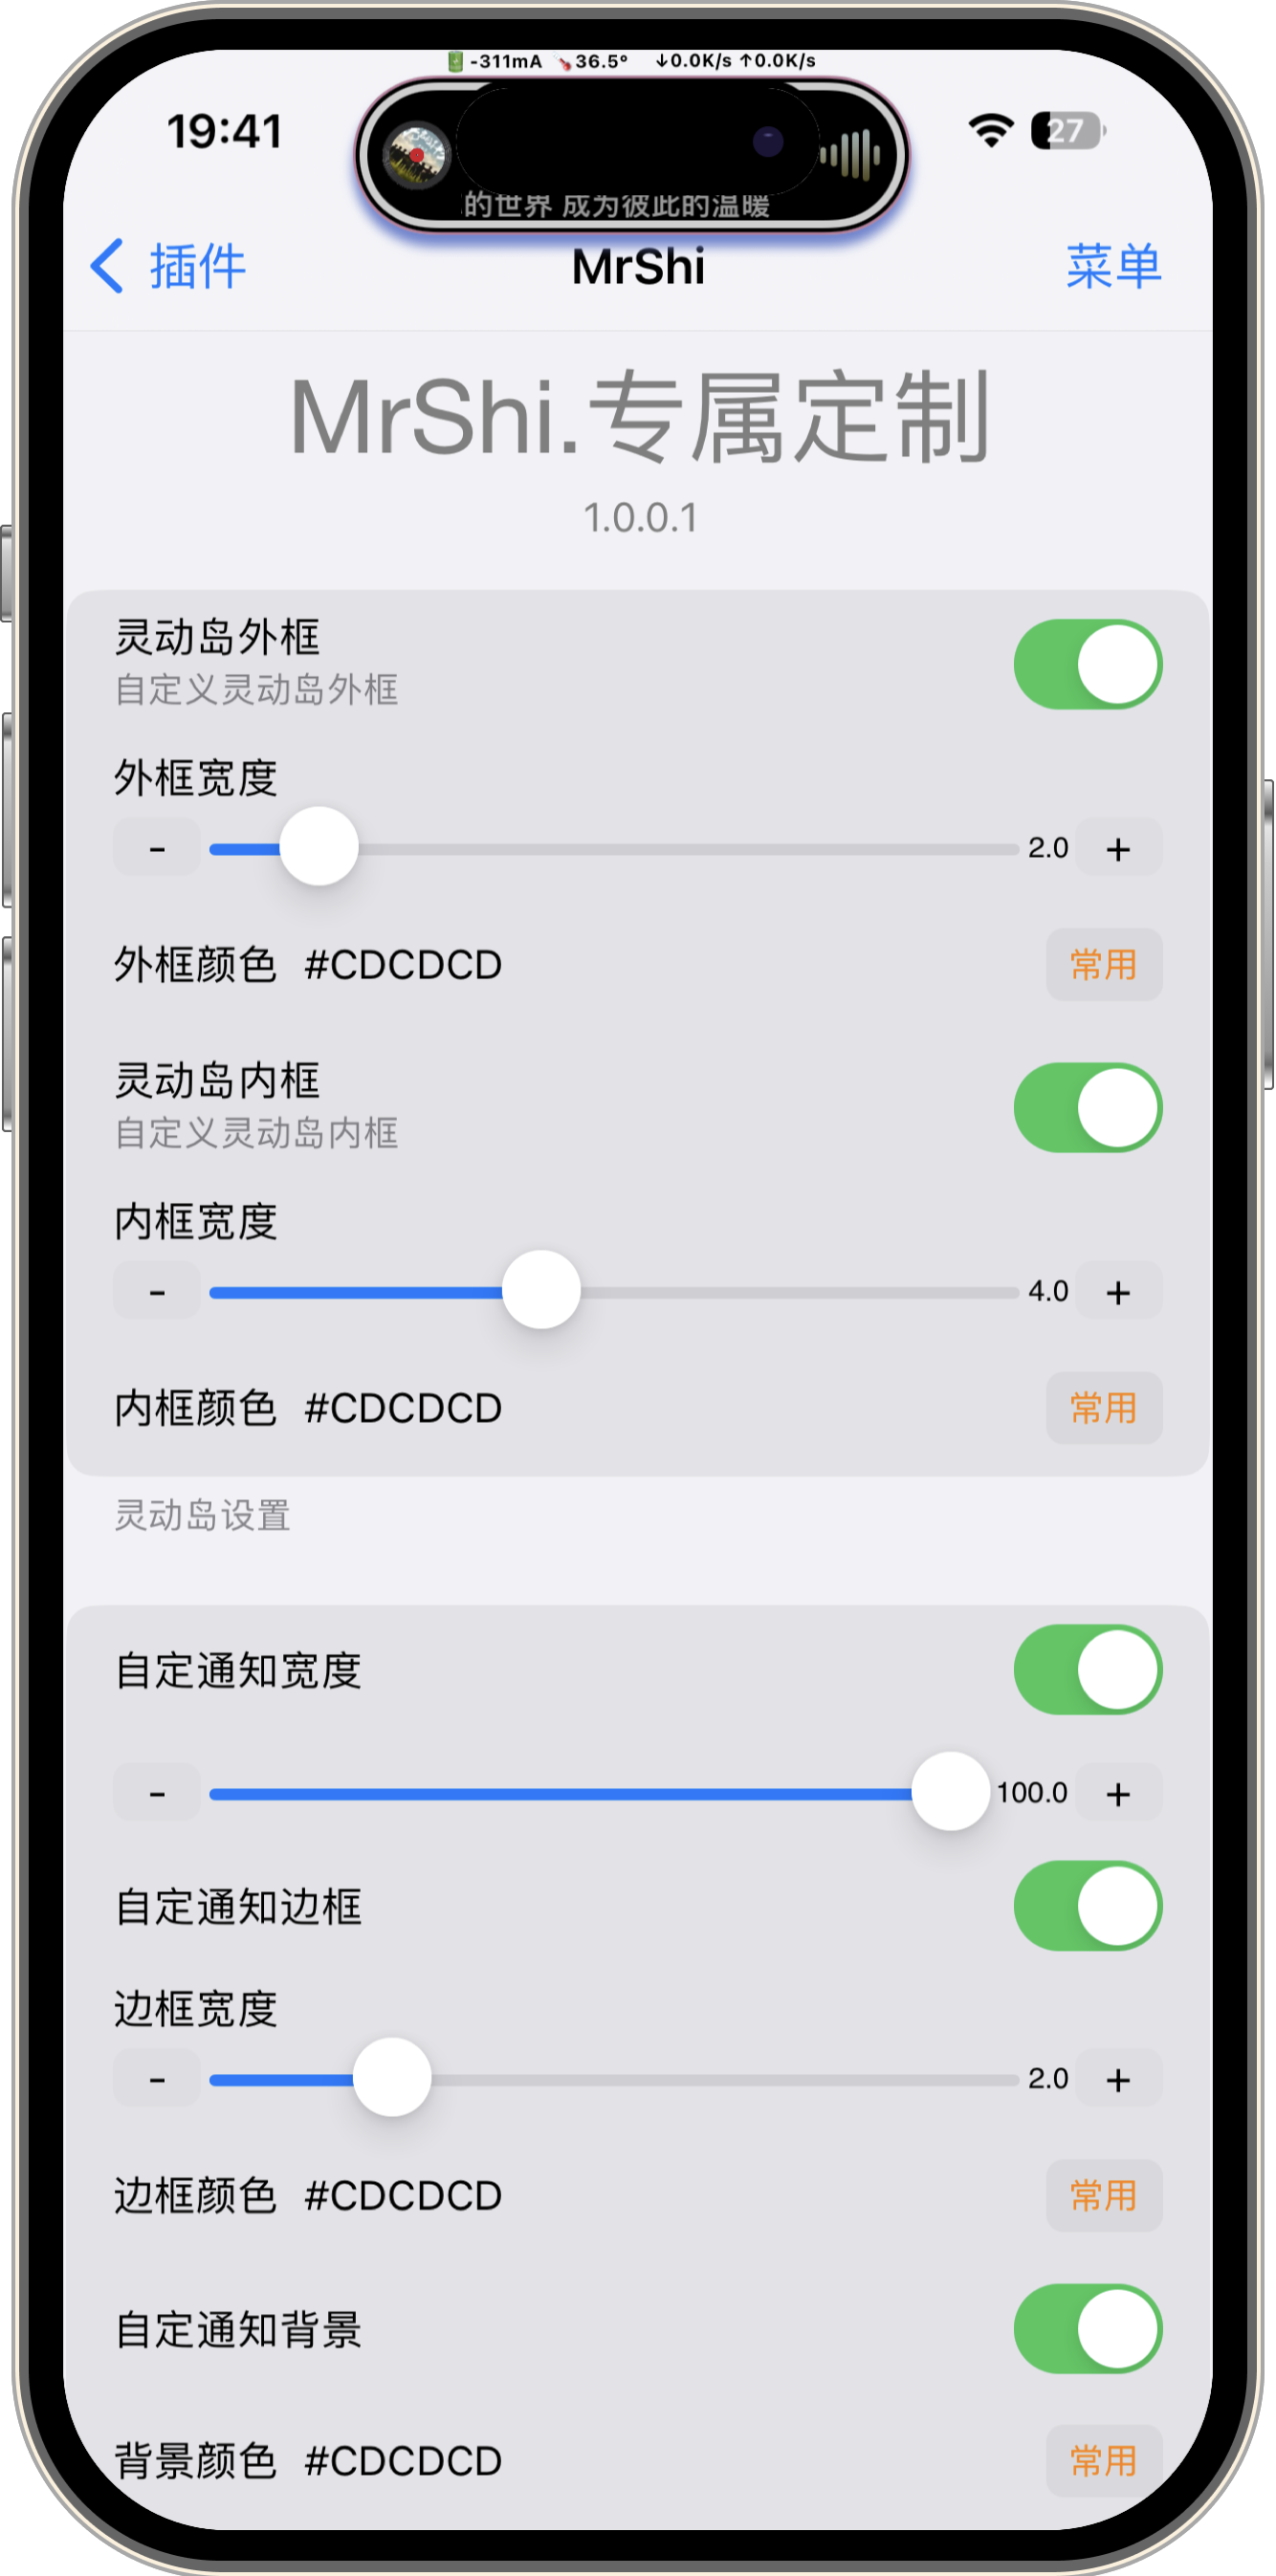 -311mA 36.5° ↓0.0K/s ↑0.0K/s
19:41
27
的世界 成为彼此的温暖
插件
MrShi
菜单
MrShi.专属定制
1.0.0.1
灵动岛外框
自定义灵动岛外框
外框宽度
- 2.0 +
外框颜色 #CDCDCD 常用
灵动岛内框
自定义灵动岛内框
内框宽度
- 4.0 +
内框颜色 #CDCDCD 常用
灵动岛设置
自定通知宽度
- 100.0 +
自定通知边框
边框宽度
- 2.0 +
边框颜色 #CDCDCD 常用
自定通知背景
背景颜色 #CDCDCD 常用